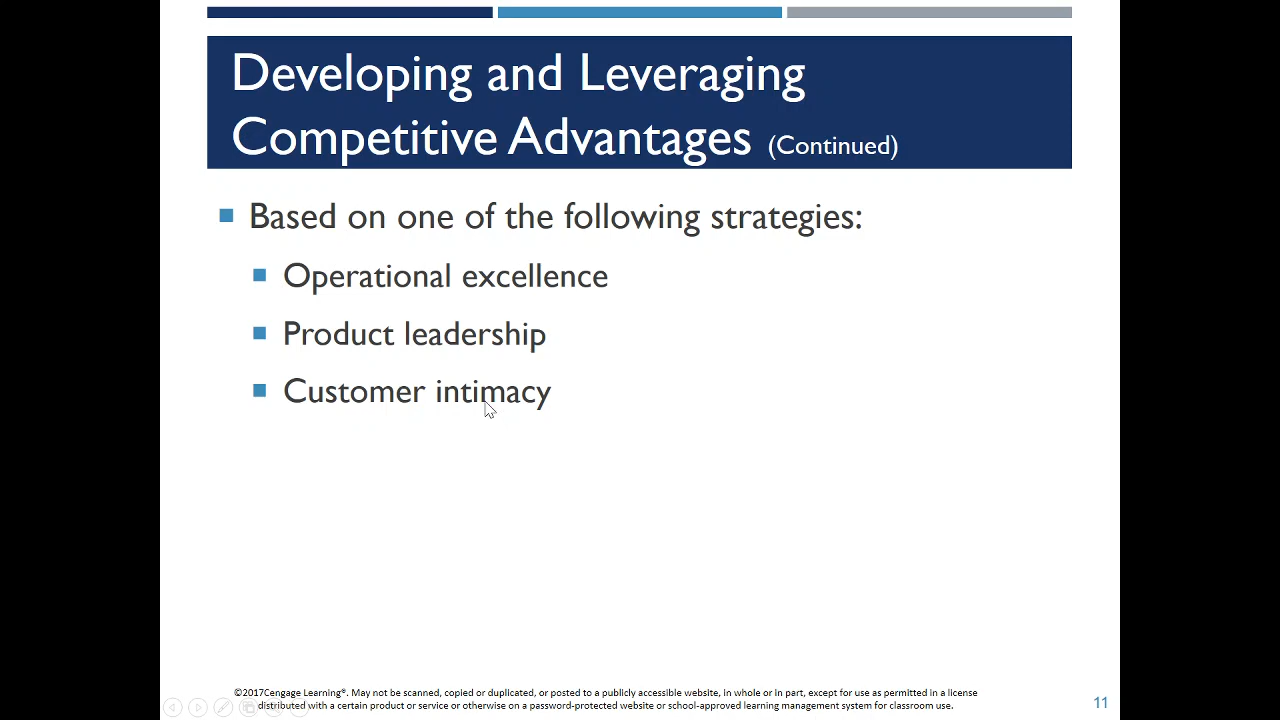 Developing and Leveraging
Competitive Advantages (Continued)
Based on one of the following strategies:
Operational excellence
Product leadership
Customer intimacy
©2017Cengage Learning®. May not be scanned, copied or duplicated, or posted to a publicly accessible website, in whole or in part, except for use as permitted in a license
distributed with a certain product or service or otherwise on a password-protected website or school-approved learning management system for classroom use.
11